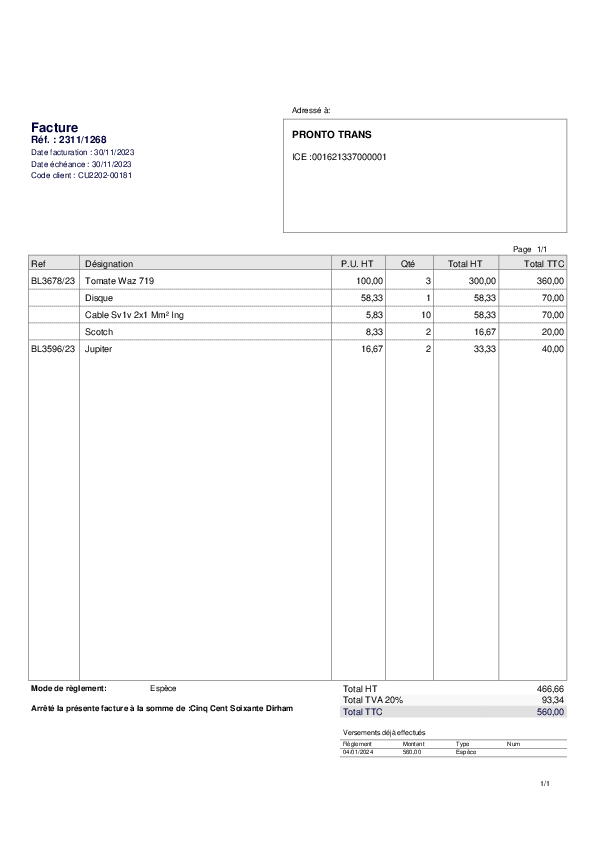 Adressé à:
Facture
Réf. : 2311/1268
Date facturation : 30/11/2023
Date échéance : 30/11/2023
Code client : CU2202-00181
PRONTO TRANS
ICE :001621337000001
Page 1/1
Ref Désignation P.U. HT Qté Total HT Total TTC
BL3678/23 Tomate Waz 719 100,00 3 300,00 360,00
Disque 58,33 1 58,33 70,00
Cable Sv1v 2x1 Mm² Ing 5,83 10 58,33 70,00
Scotch 8,33 2 16,67 20,00
BL3596/23 Jupiter 16,67 2 33,33 40,00
Mode de règlement: Espèce
Arrêté la présente facture à la somme de :Cinq Cent Soixante Dirham
Total HT 466,66
Total TVA 20% 93,34
Total TTC 560,00
Versements déjà effectués
Règlement Montant Type Num
04/01/2024 560,00 Espèce
1/1